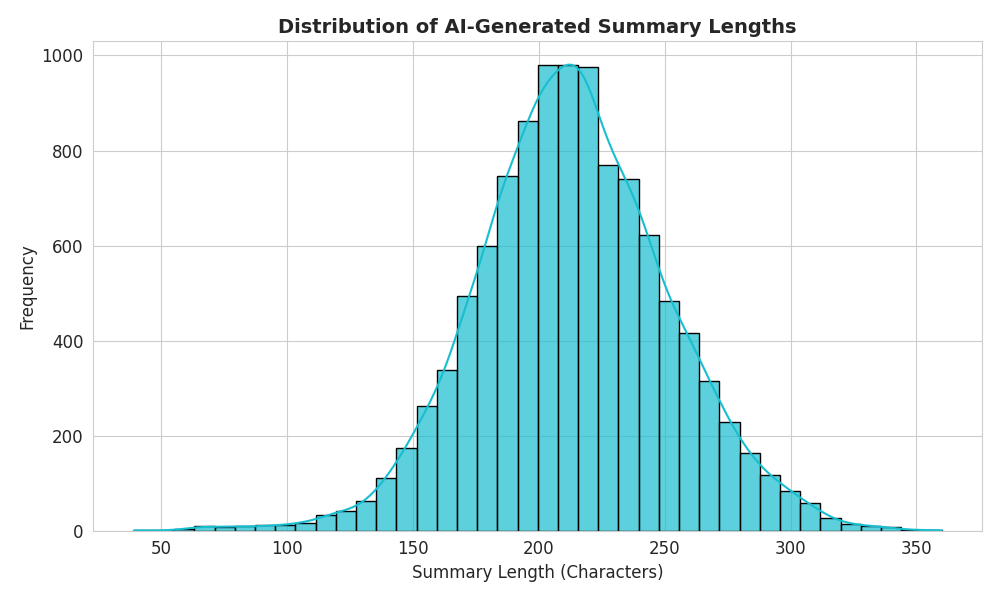 Distribution of AI-Generated Summary Lengths
1000
800
600
400
200
0
Frequency
50 100 150 200 250 300 350
Summary Length (Characters)